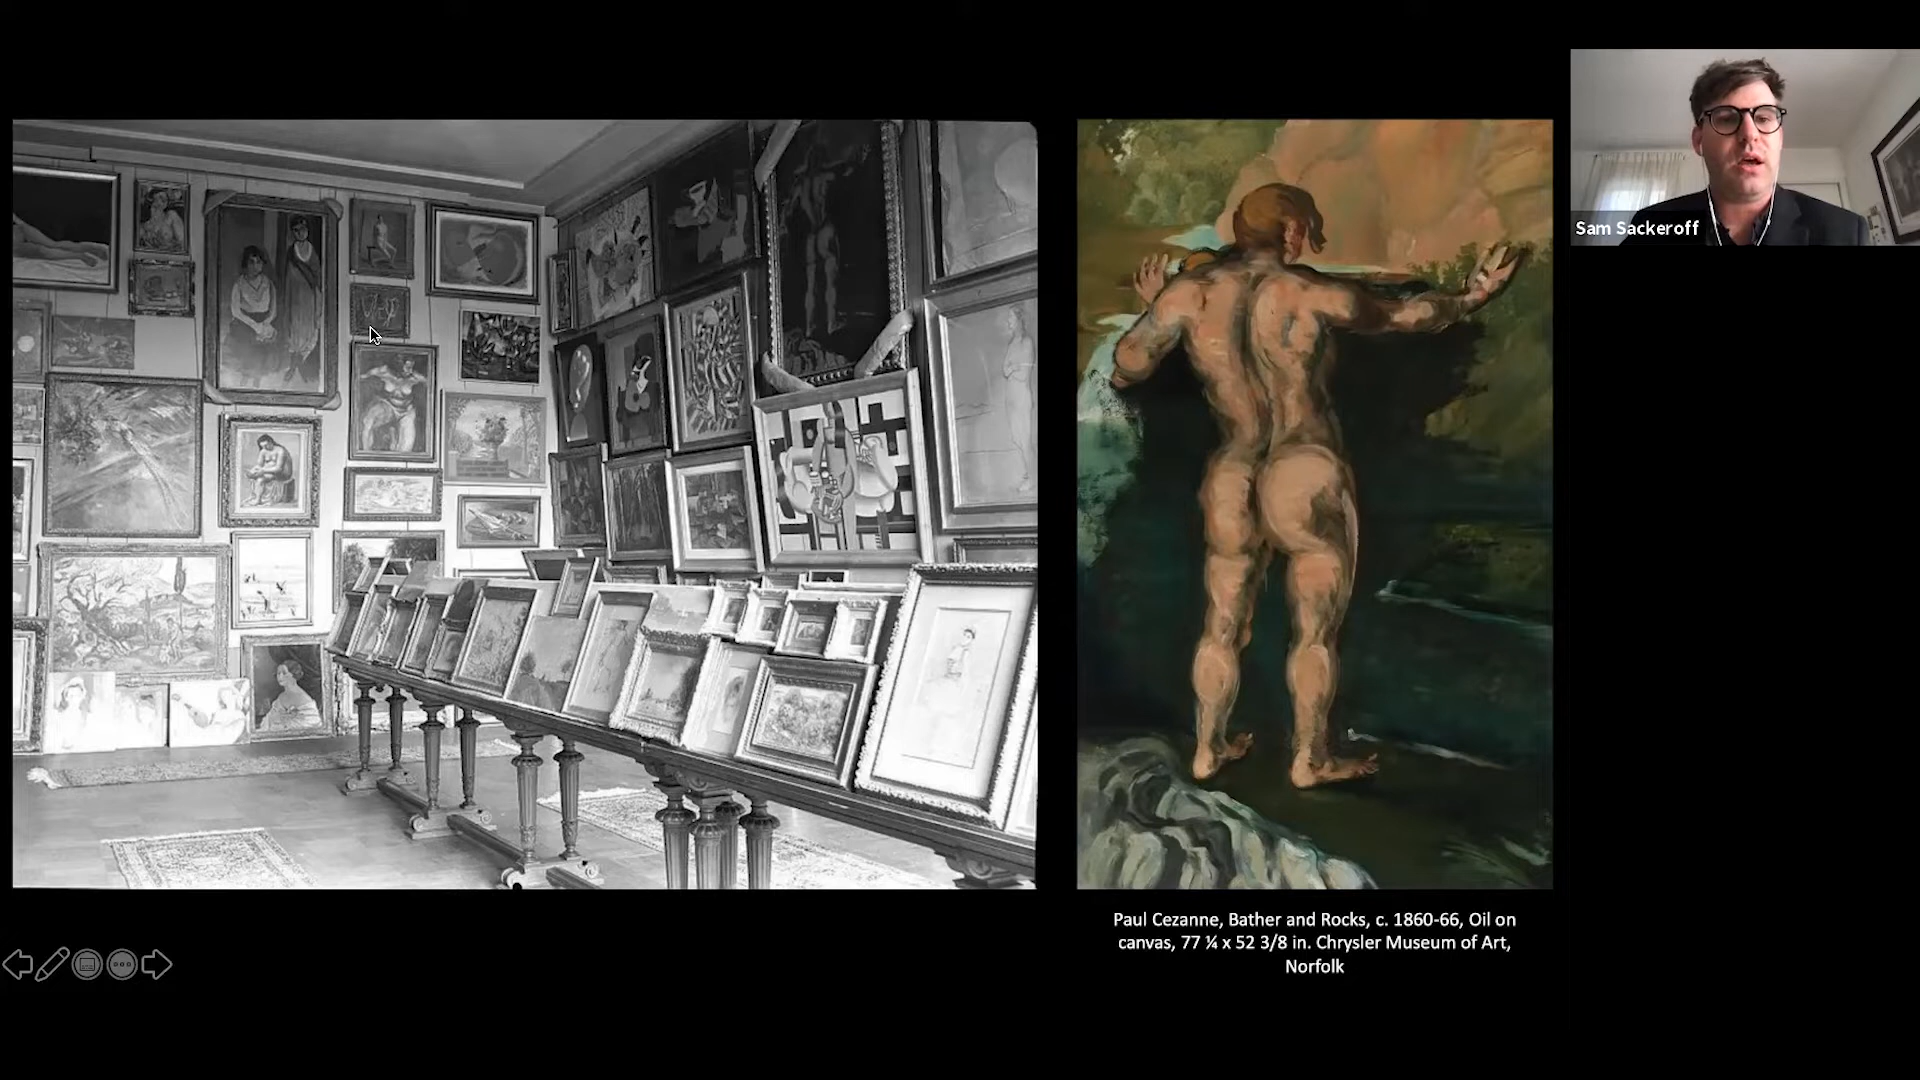 Sam Sackeroff
Paul Cezanne, Bather and Rocks, c. 1860-66, Oil on
canvas, 77 ¼ x 52 3/8 in. Chrysler Museum of Art,
Norfolk